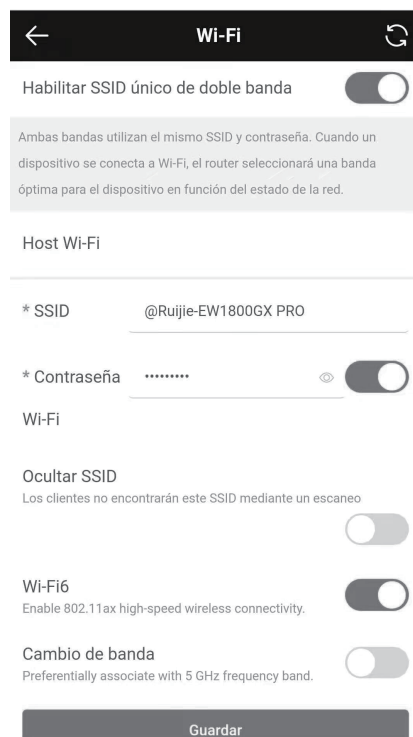 Wi-Fi
Habilitar SSID único de doble banda
Ambas bandas utilizan el mismo SSID y contraseña. Cuando un
dispositivo se conecta a Wi-Fi, el router seleccionará una banda
óptima para el dispositivo en función del estado de la red.
Host Wi-Fi
* SSID @Ruijie-EW1800GX PRO
* Contraseña •••••••••
Wi-Fi
Ocultar SSID
Los clientes no encontrarán este SSID mediante un escaneo
Wi-Fi6
Enable 802.11ax high-speed wireless connectivity.
Cambio de banda
Preferentially associate with 5 GHz frequency band.
Guardar